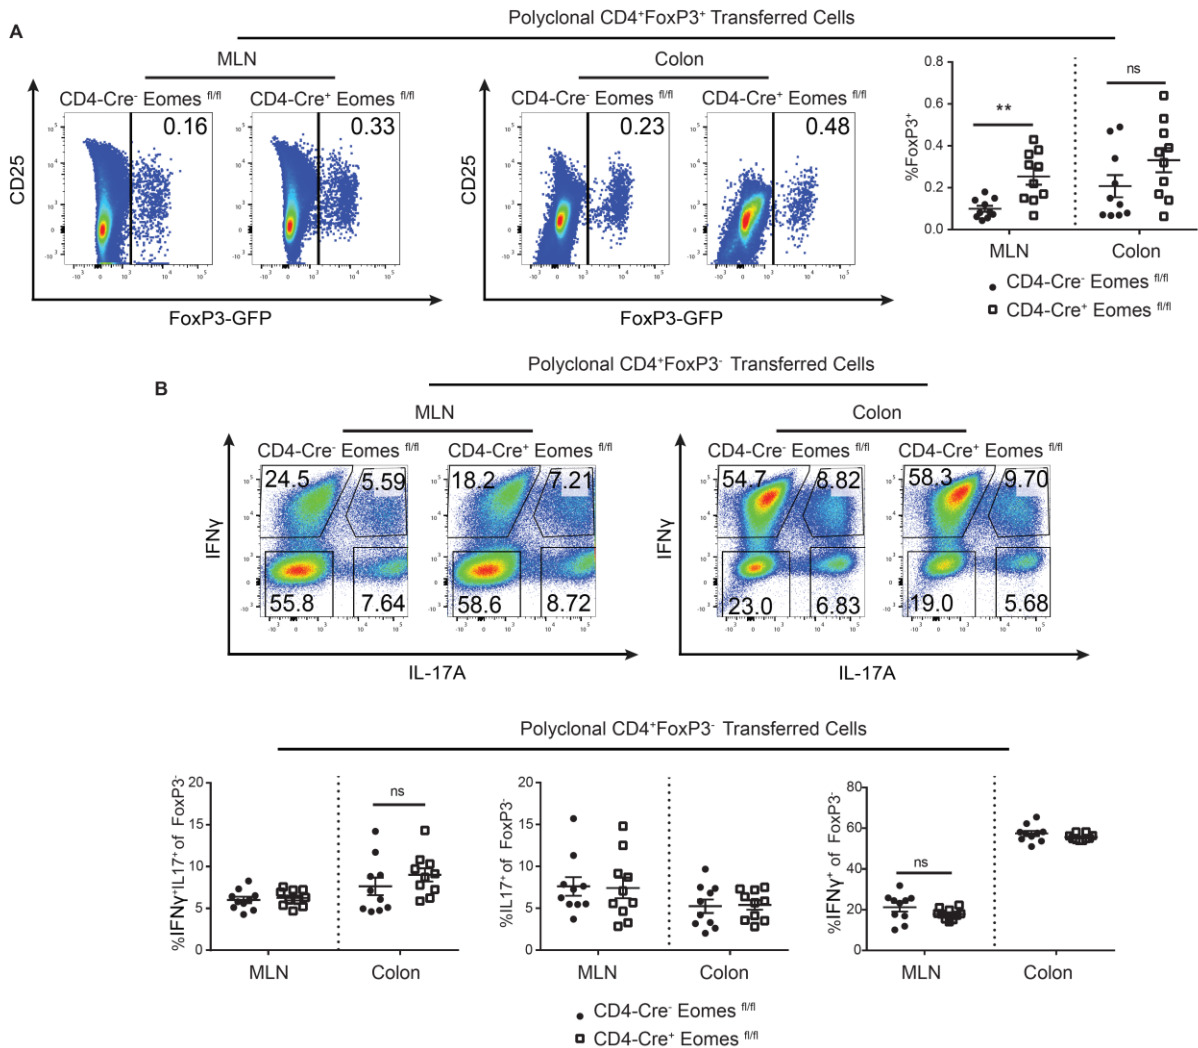 A
Polyclonal CD4⁺FoxP3⁺ Transferred Cells
MLN
Colon
CD4-Cre⁻ Eomes fl/fl
CD4-Cre⁺ Eomes fl/fl
CD4-Cre⁻ Eomes fl/fl
CD4-Cre⁺ Eomes fl/fl
CD25
0.16
0.33
CD25
0.23
0.48
FoxP3-GFP
FoxP3-GFP
%FoxP3⁺
0.8
0.6
0.4
0.2
0.0
**
ns
MLN
Colon
CD4-Cre⁻ Eomes fl/fl
CD4-Cre⁺ Eomes fl/fl
B
Polyclonal CD4⁺FoxP3⁻ Transferred Cells
MLN
Colon
CD4-Cre⁻ Eomes fl/fl
CD4-Cre⁺ Eomes fl/fl
CD4-Cre⁻ Eomes fl/fl
CD4-Cre⁺ Eomes fl/fl
IFNγ
24.5
5.59
55.8
7.64
18.2
7.21
58.6
8.72
IFNγ
54.7
8.82
23.0
6.83
58.3
9.70
19.0
5.68
IL-17A
IL-17A
Polyclonal CD4⁺FoxP3⁻ Transferred Cells
%IFNγ⁺IL17⁺ of FoxP3⁻
20
15
10
5
0
ns
MLN
Colon
%IL17⁺ of FoxP3⁻
20
15
10
5
0
MLN
Colon
%IFNγ⁺ of FoxP3⁻
80
60
40
20
0
ns
MLN
Colon
CD4-Cre⁻ Eomes fl/fl
CD4-Cre⁺ Eomes fl/fl